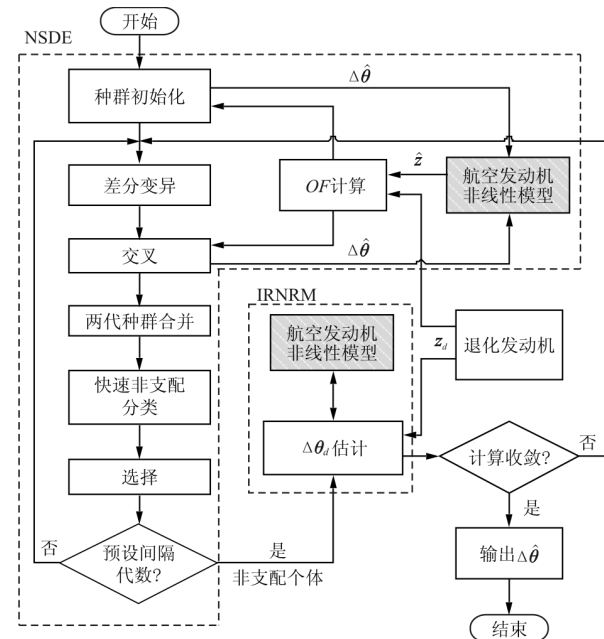 开始
NSDE
种群初始化
Δθ̂
ẑ
航空发动机
非线性模型
OF计算
差分变异
交叉
Δθ̂
两代种群合并
IRNRM
航空发动机
非线性模型
z_d
退化发动机
快速非支配
分类
Δθ_d估计
计算收敛?
否
选择
是
否
预设间隔
代数?
是
非支配个体
输出Δθ̂
结束